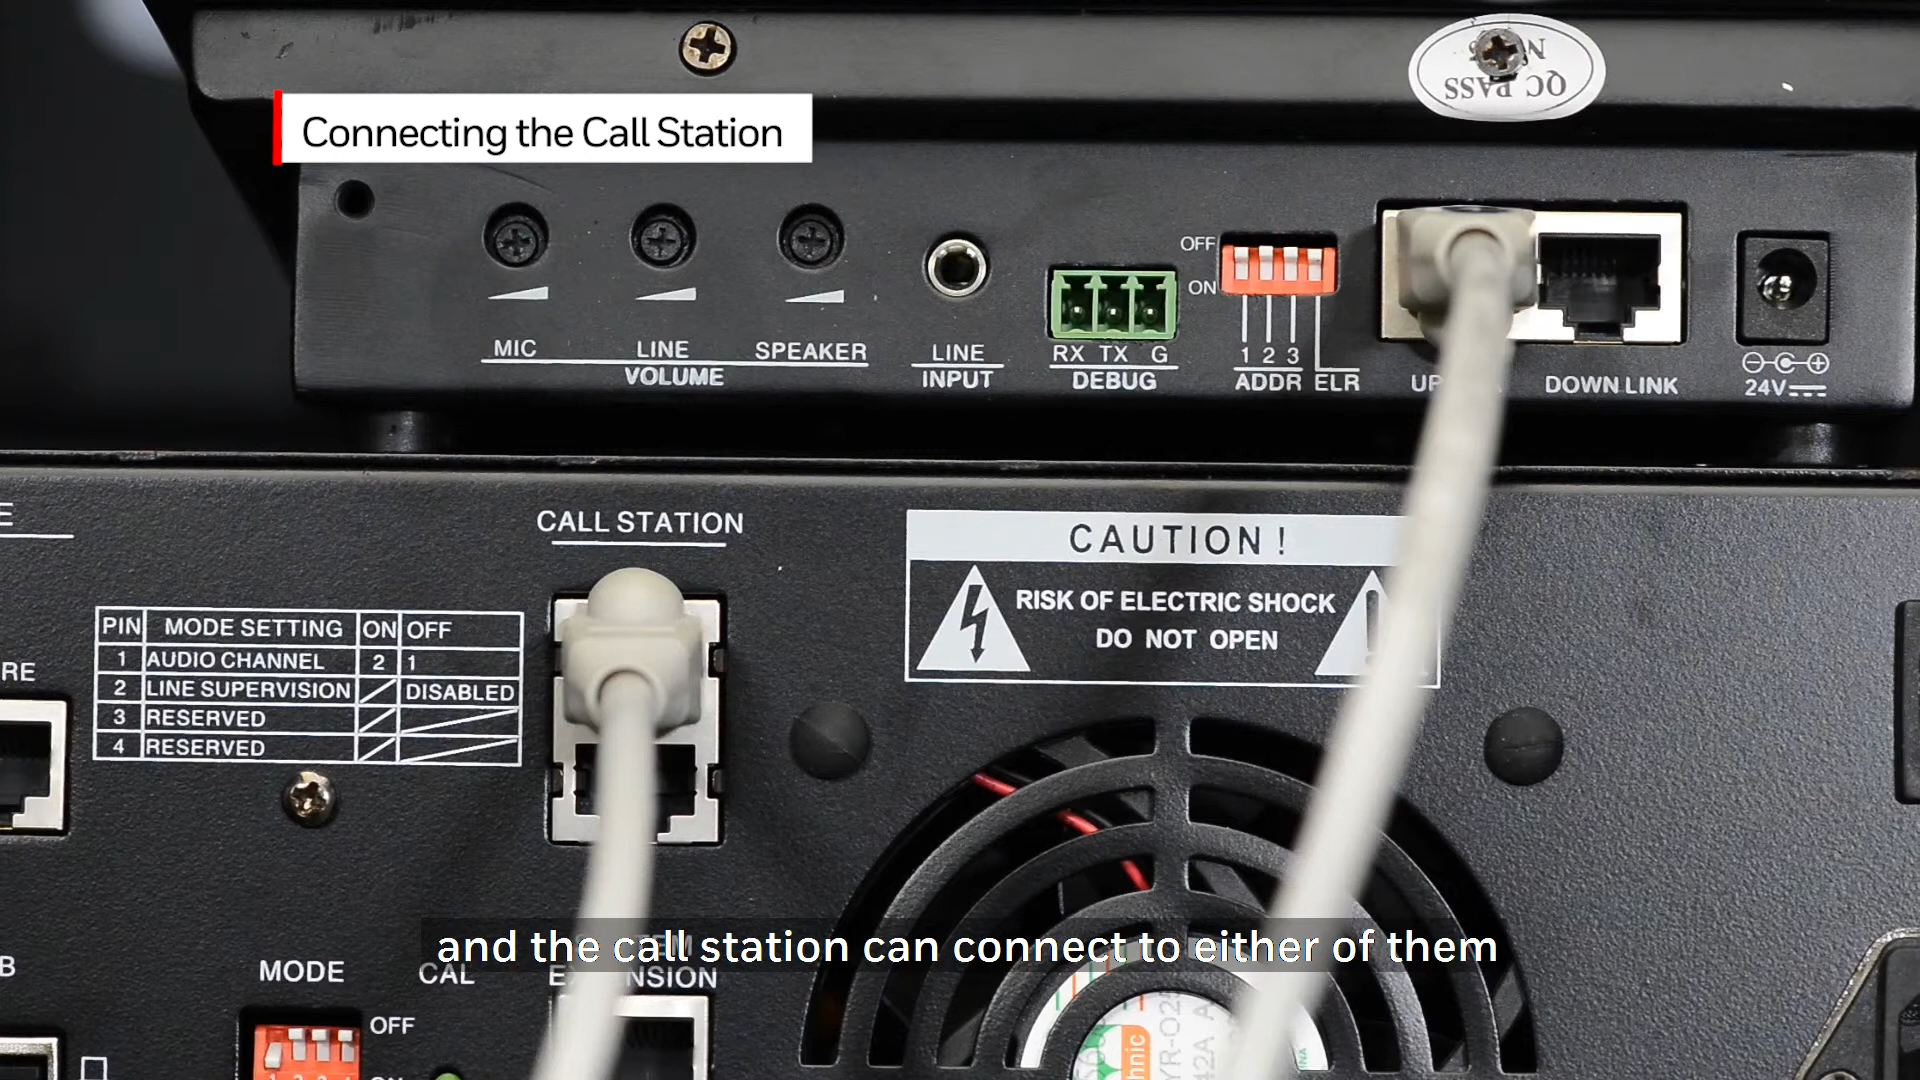 QC PASS
Connecting the Call Station
OFF
ON
MIC
LINE
SPEAKER
VOLUME
LINE
INPUT
RX TX G
DEBUG
1 2 3
ADDR ELR
UP
DOWN LINK
24V
E
CALL STATION
CAUTION !
RISK OF ELECTRIC SHOCK
DO NOT OPEN
PIN MODE SETTING ON OFF
1 AUDIO CHANNEL 2 1
2 LINE SUPERVISION DISABLED
3 RESERVED
4 RESERVED
RE
and the call station can connect to either of them
B
MODE
CAL
OFF